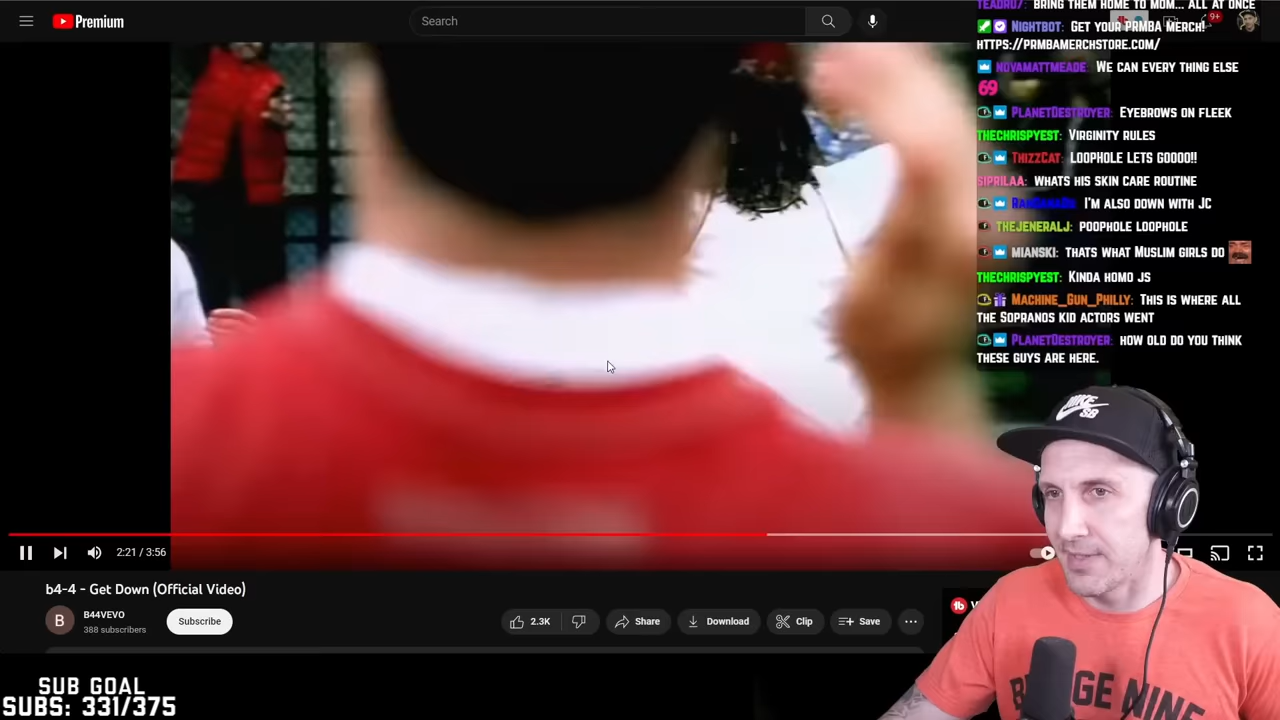 Premium
Search
9+
TEADRU7: BRING THEM HOME TO MOM... ALL AT ONCE
NIGHTBOT: GET YOUR PRMBA MERCH!
HTTPS://PRMBAMERCHSTORE.COM/
NOVAMATTMEADE: WE CAN EVERY THING ELSE
69
PLANETDESTROYER: EYEBROWS ON FLEEK
THECHRISPYEST: VIRGINITY RULES
THIZZCAT: LOOPHOLE LETS GOOOO!!
SIPRILAA: WHATS HIS SKIN CARE ROUTINE
I'M ALSO DOWN WITH JC
THEJENERALJ: POOPHOLE LOOPHOLE
MIANSKI: THATS WHAT MUSLIM GIRLS DO
THECHRISPYEST: KINDA HOMO JS
MACHINE_GUN_PHILLY: THIS IS WHERE ALL
THE SOPRANOS KID ACTORS WENT
PLANETDESTROYER: HOW OLD DO YOU THINK
THESE GUYS ARE HERE.
NIKE
SB
2:21 / 3:56
b4-4 - Get Down (Official Video)
B
B44VEVO
388 subscribers
Subscribe
2.3K
Share
Download
Clip
Save
NINE
SUB GOAL
SUBS: 331/375